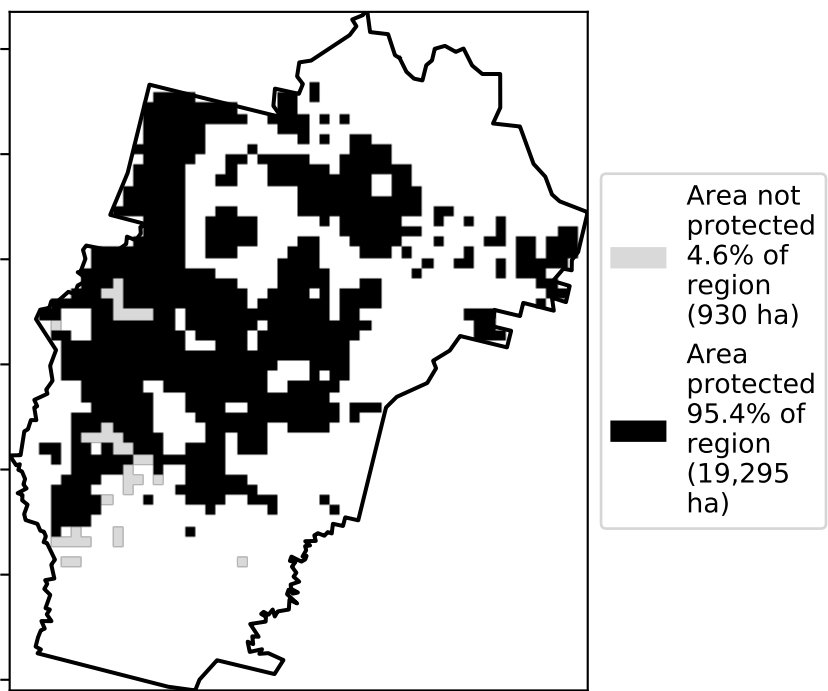 Area not
protected
4.6% of
region
(930 ha)
Area
protected
95.4% of
region
(19,295
ha)